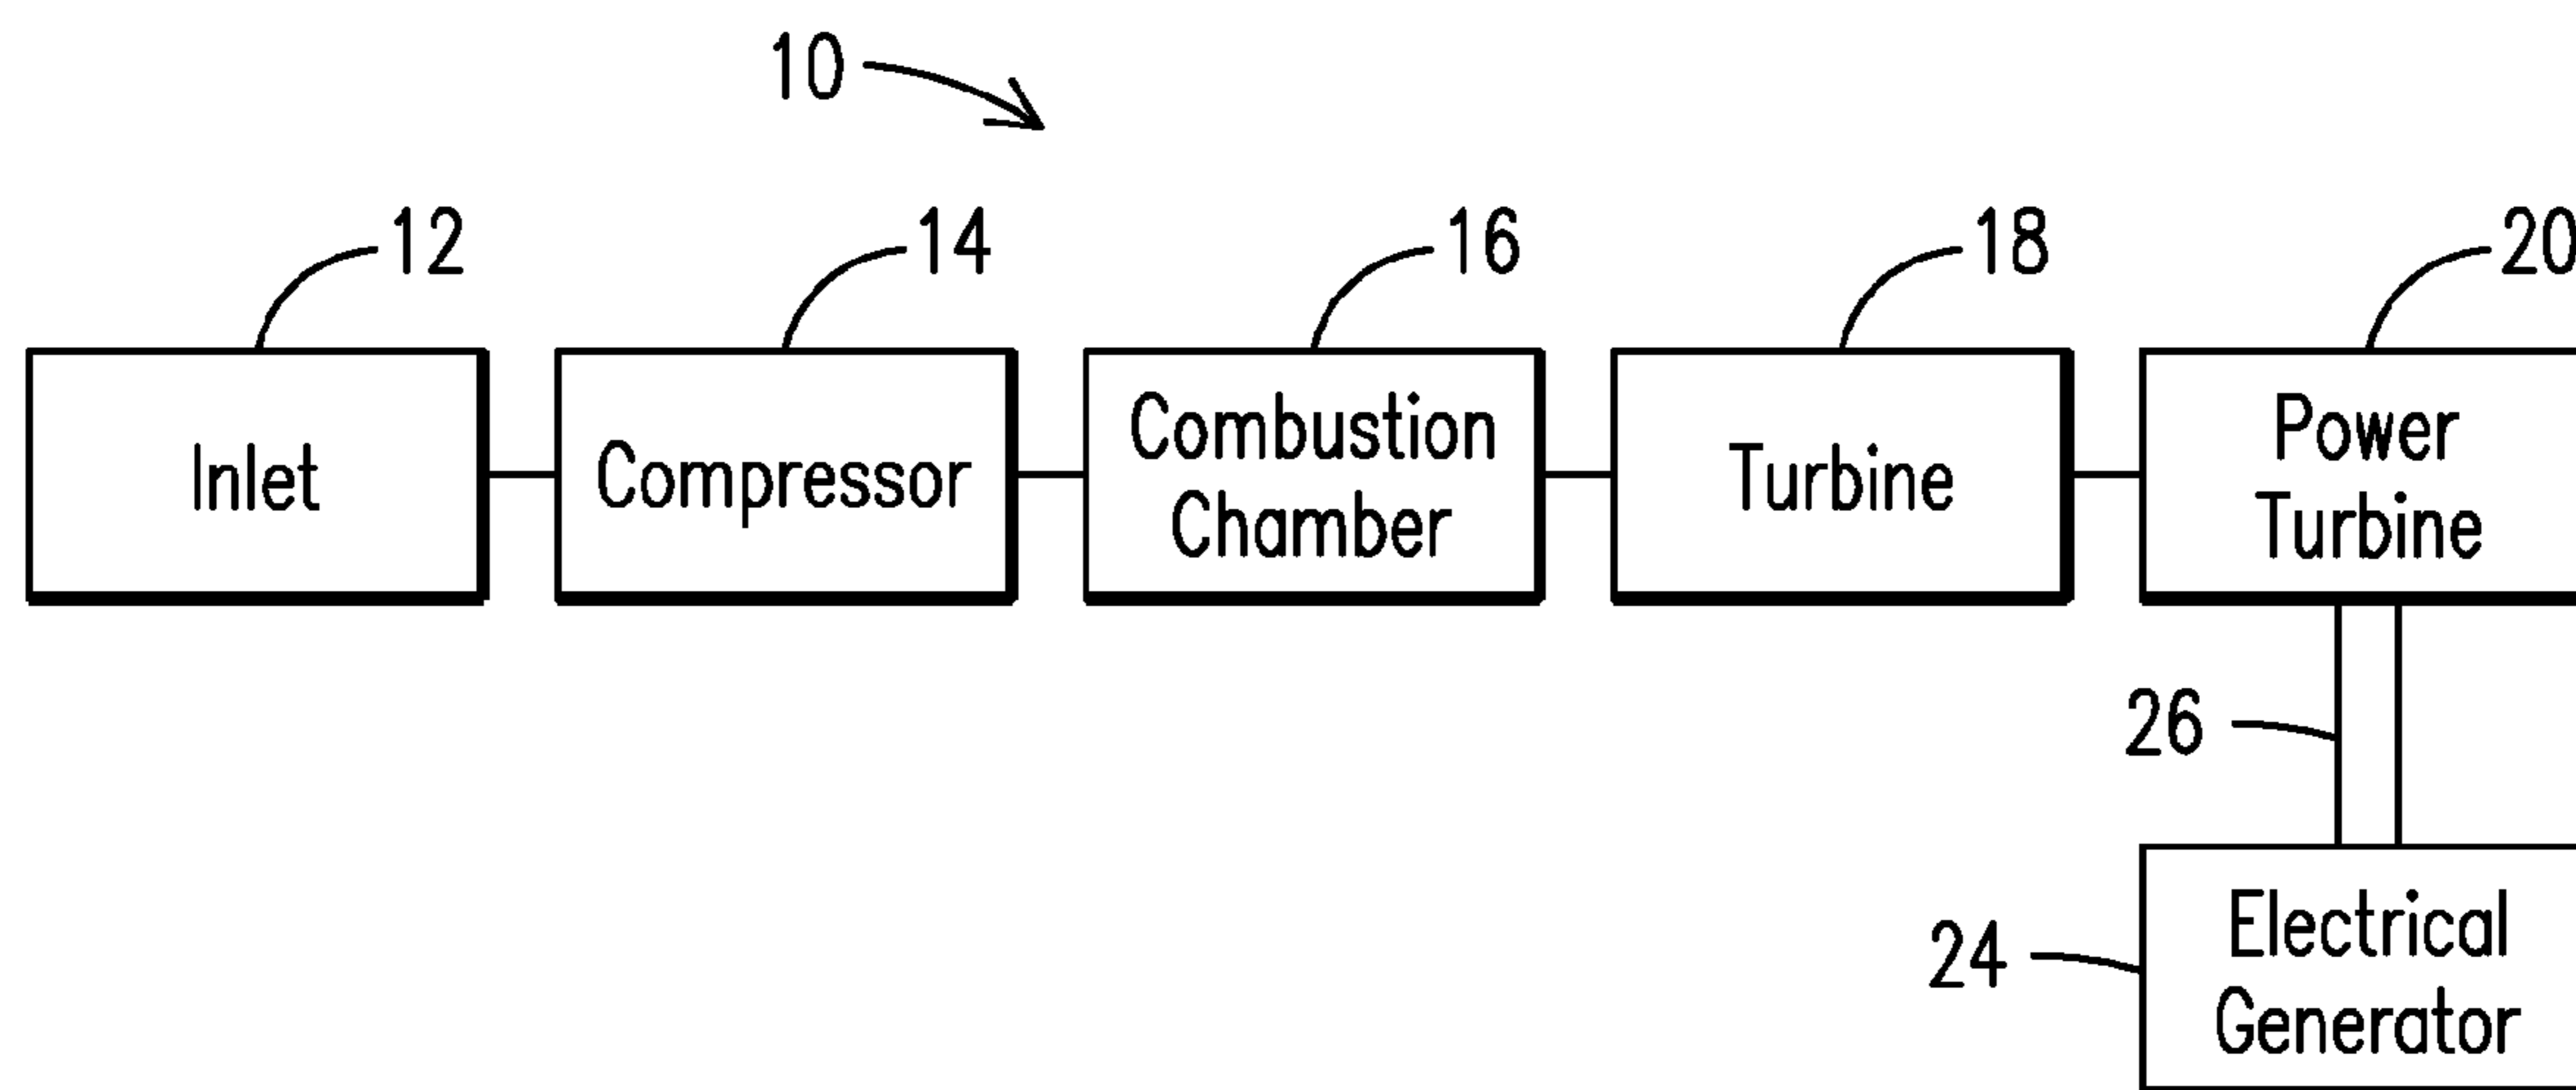 10
12
14
16
18
20
Inlet
Compressor
Combustion
Chamber
Turbine
Power
Turbine
26
24
Electrical
Generator